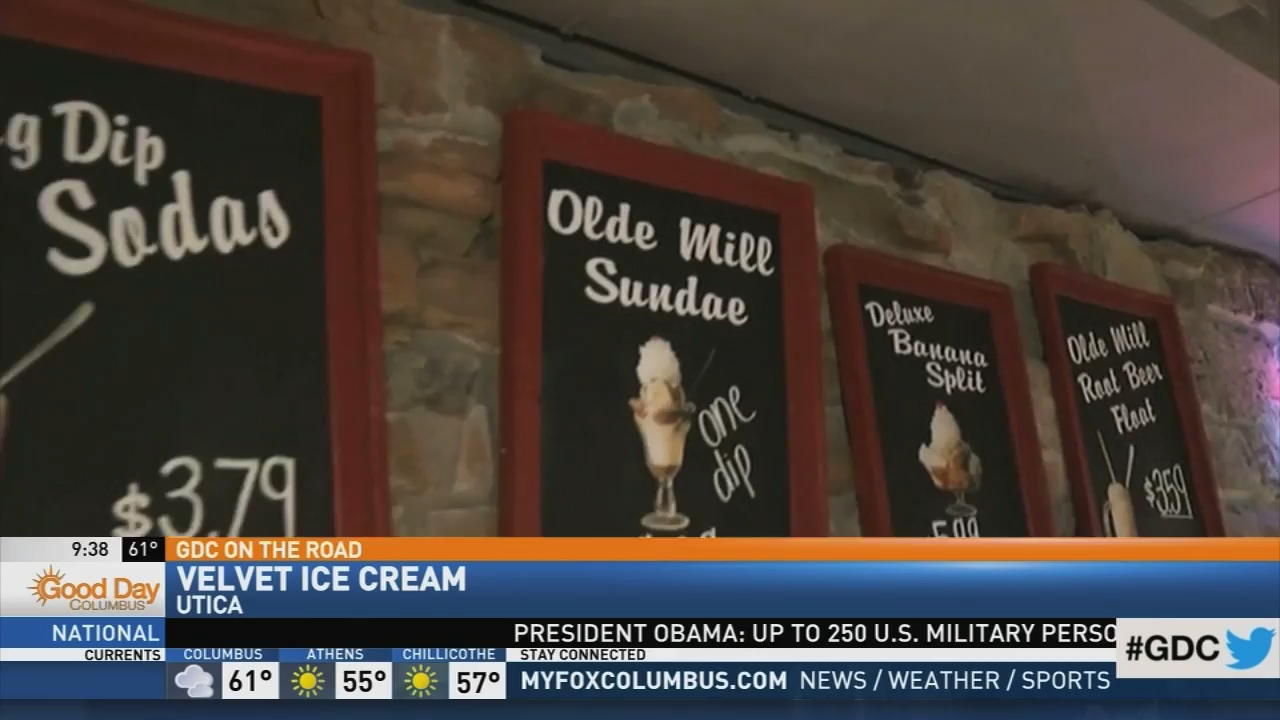 Dip
Sodas
$3.79
Olde Mill
Sundae
one
dip
Deluxe
Banana
Split
5.99
Olde Mill
Root Beer
Float
$3.59
9:38 61° GDC ON THE ROAD
Good Day
COLUMBUS
VELVET ICE CREAM
UTICA
NATIONAL PRESIDENT OBAMA: UP TO 250 U.S. MILITARY PERSO
#GDC
CURRENTS COLUMBUS ATHENS CHILLICOTHE STAY CONNECTED
61° 55° 57° MYFOXCOLUMBUS.COM NEWS / WEATHER / SPORTS